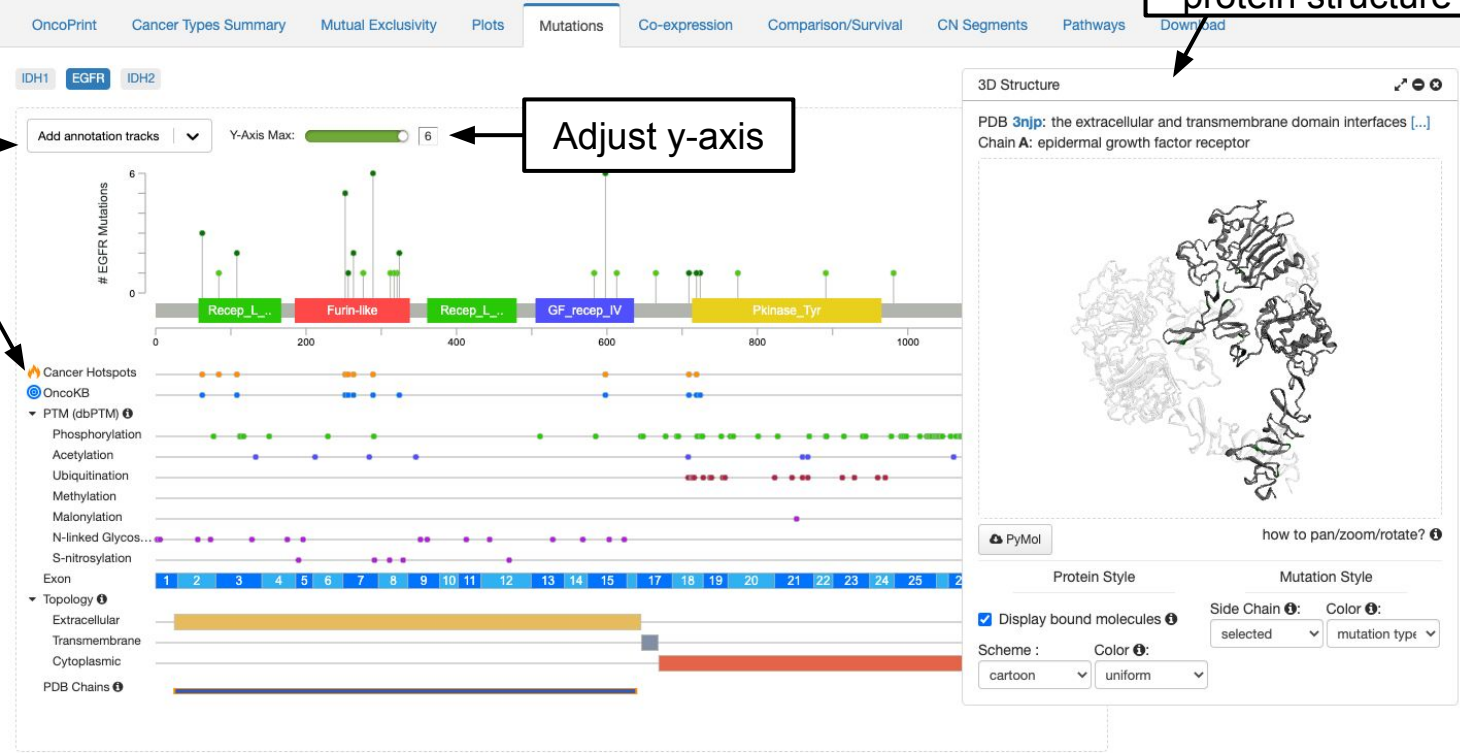 protein structure
OncoPrint Cancer Types Summary Mutual Exclusivity Plots Mutations Co-expression Comparison/Survival CN Segments Pathways Download
IDH1 EGFR IDH2
Add annotation tracks Y-Axis Max: 6
Adjust y-axis
6
# EGFR Mutations
0
Recep_L_.. Furin-like Recep_L_.. GF_recep_IV Pkinase_Tyr
0 200 400 600 800 1000
Cancer Hotspots
OncoKB
PTM (dbPTM)
Phosphorylation
Acetylation
Ubiquitination
Methylation
Malonylation
N-linked Glycos...
S-nitrosylation
Exon 1 2 3 4 5 6 7 8 9 10 11 12 13 14 15 17 18 19 20 21 22 23 24 25 2
Topology
Extracellular
Transmembrane
Cytoplasmic
PDB Chains
3D Structure
PDB 3njp: the extracellular and transmembrane domain interfaces [...]
Chain A: epidermal growth factor receptor
PyMol how to pan/zoom/rotate?
Protein Style Mutation Style
Display bound molecules Side Chain : Color :
selected mutation type
Scheme : Color :
cartoon uniform